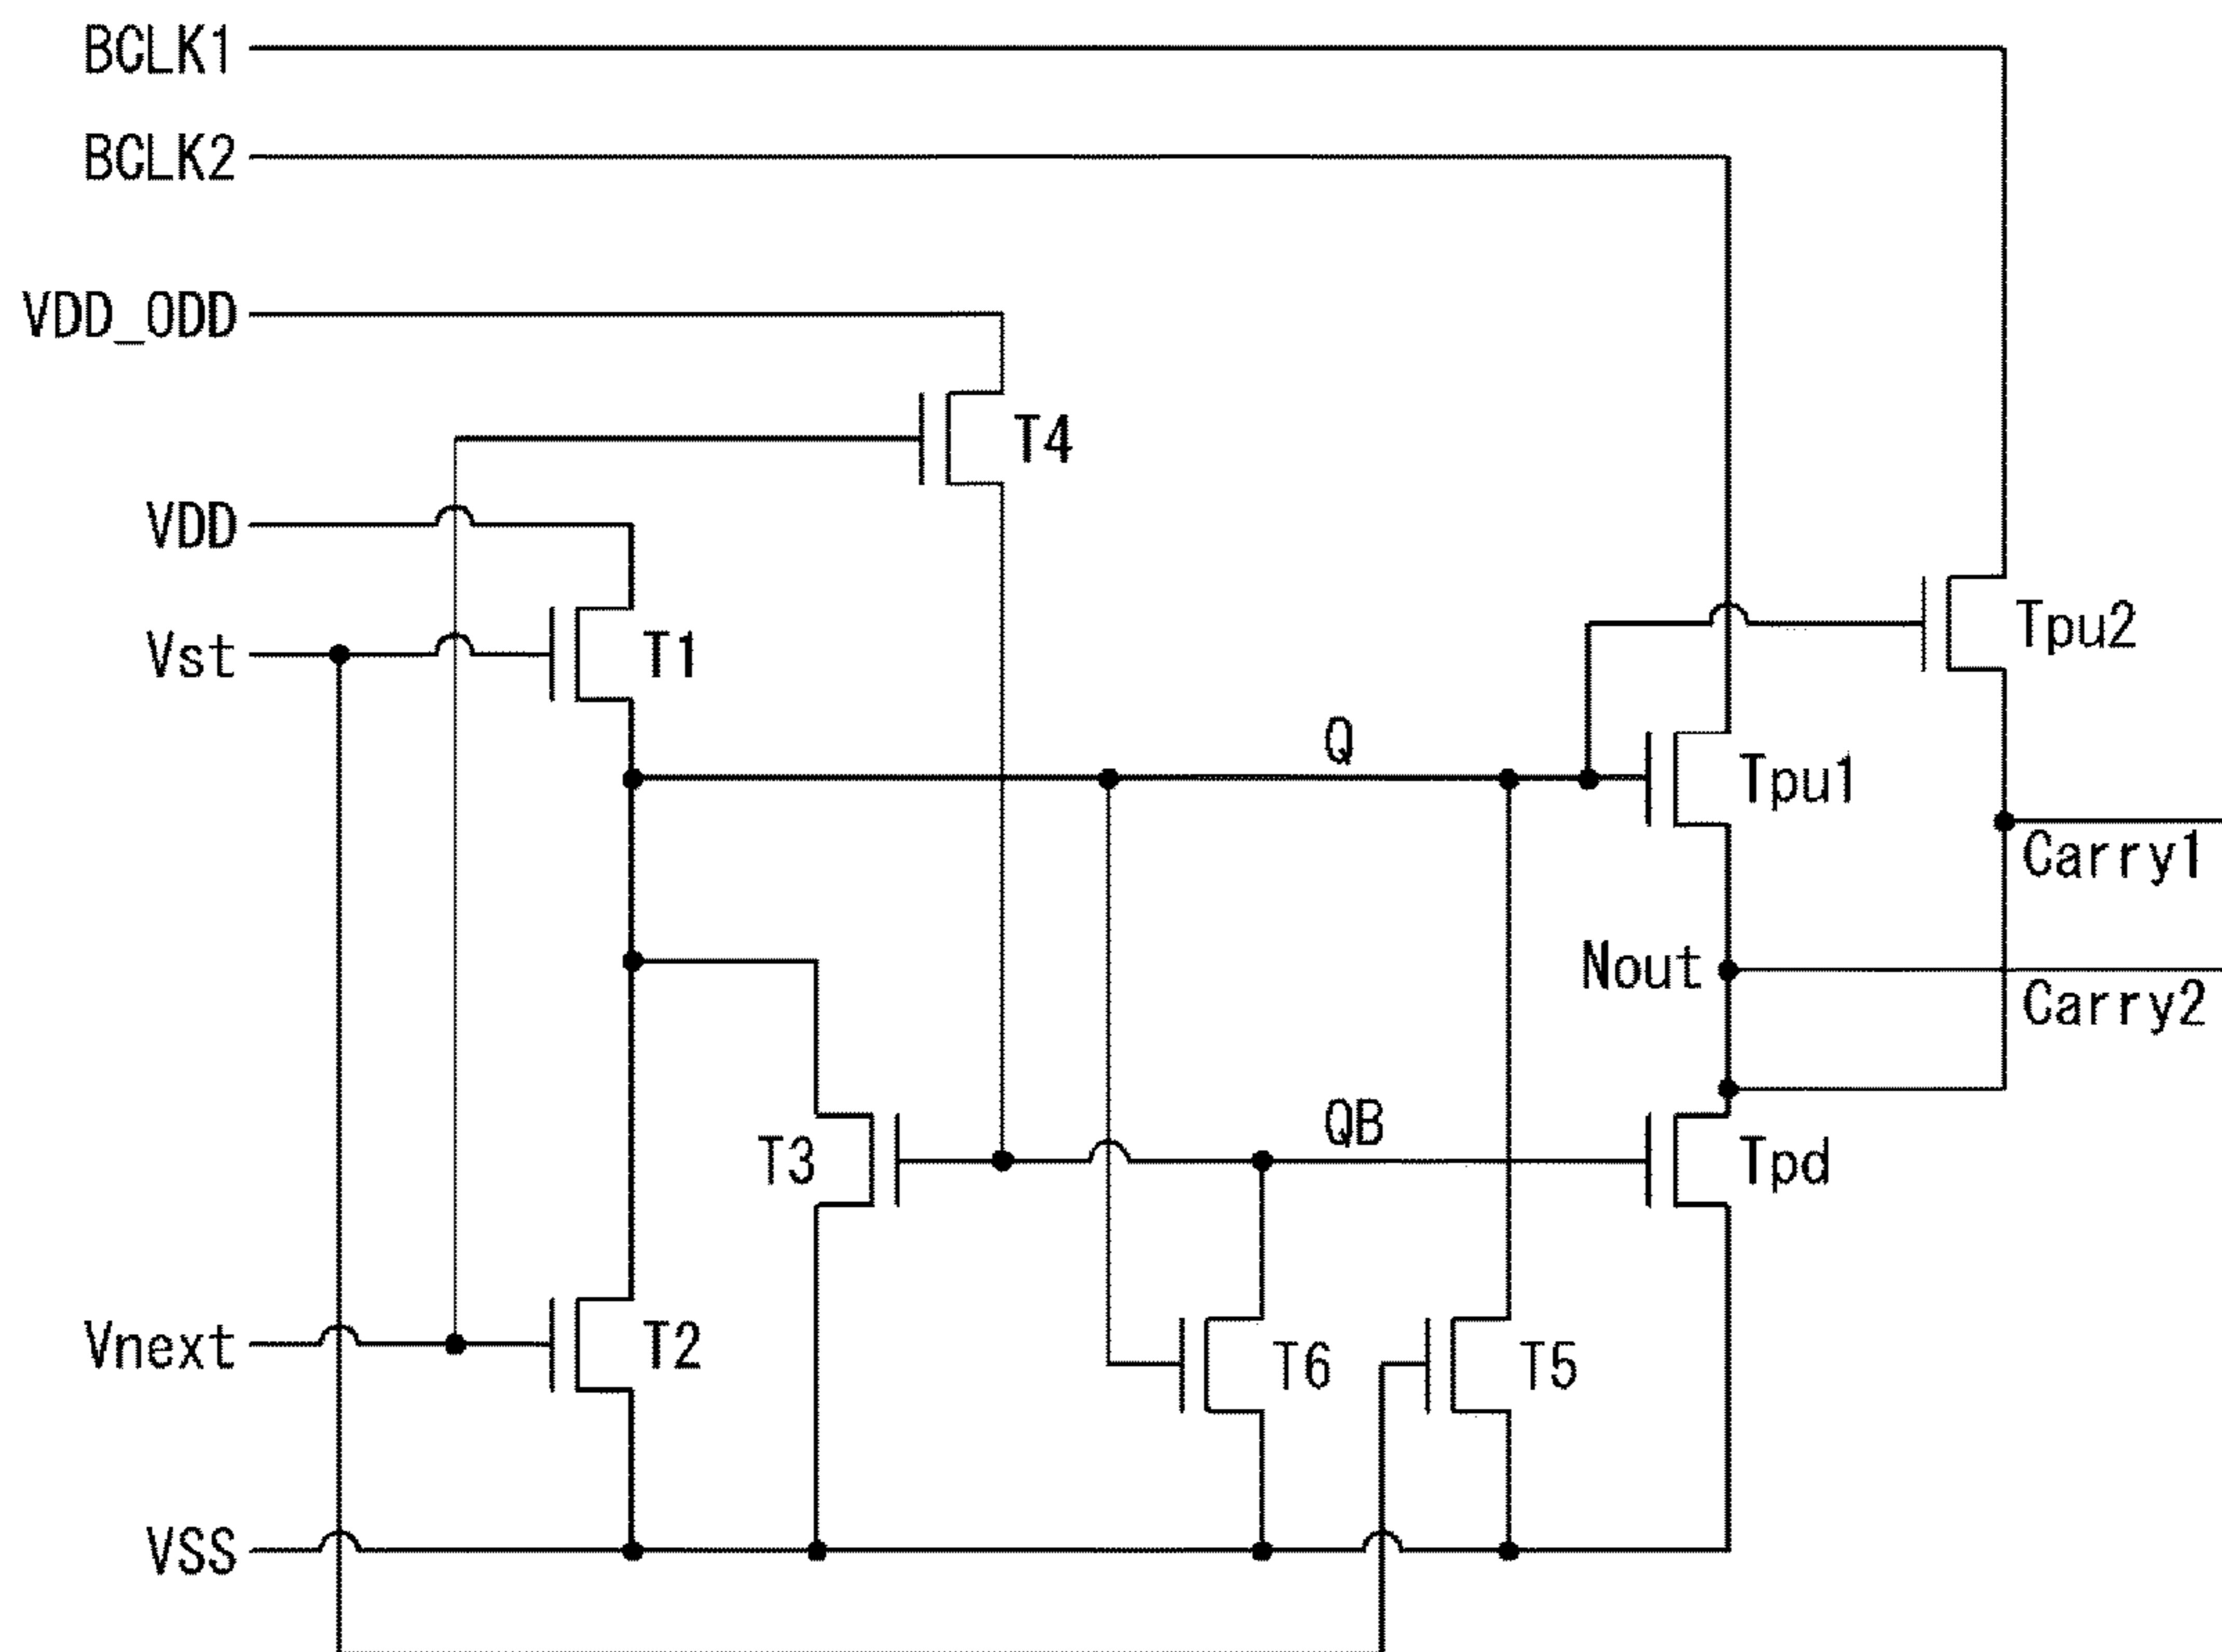 BCLK1
BCLK2
VDD_ODD
T4
VDD
Vst
T1
Tpu2
Q
Tpu1
Carry1
Nout
Carry2
QB
T3
Tpd
Vnext
T2
T6
T5
VSS